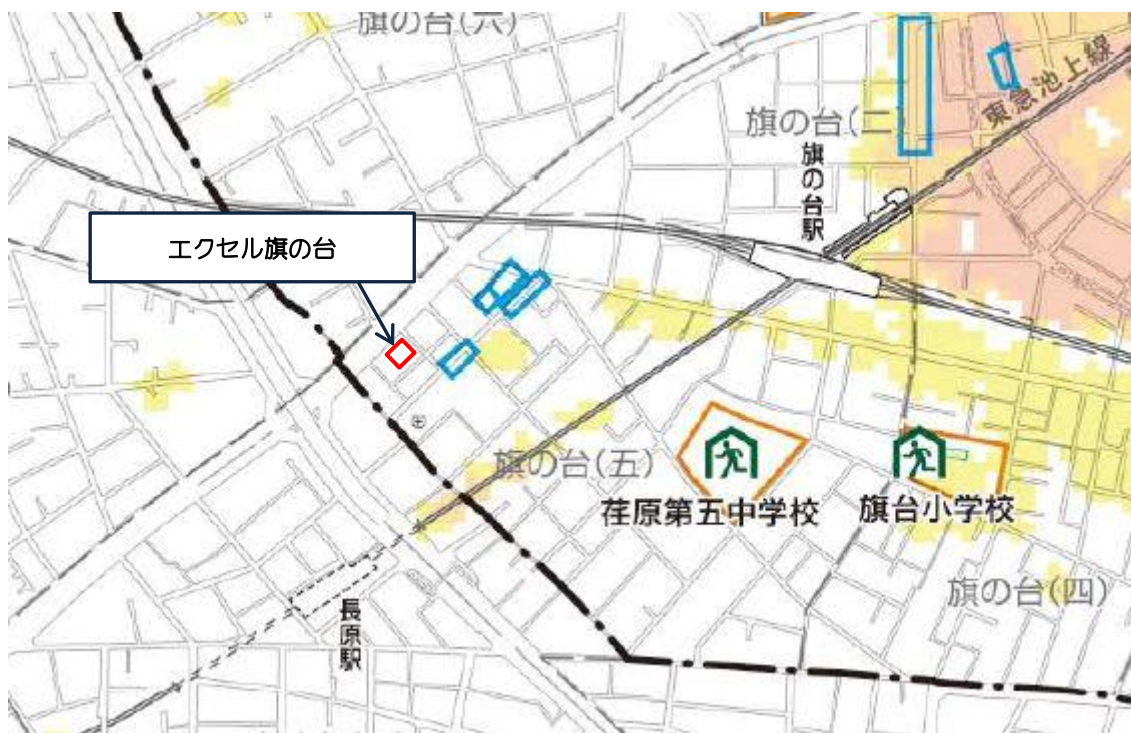 旗の台(六)
東急池上線
旗の台(二
旗の台駅
エクセル旗の台
旗の台(五)
荏原第五中学校
旗台小学校
旗の台(四)
長原駅